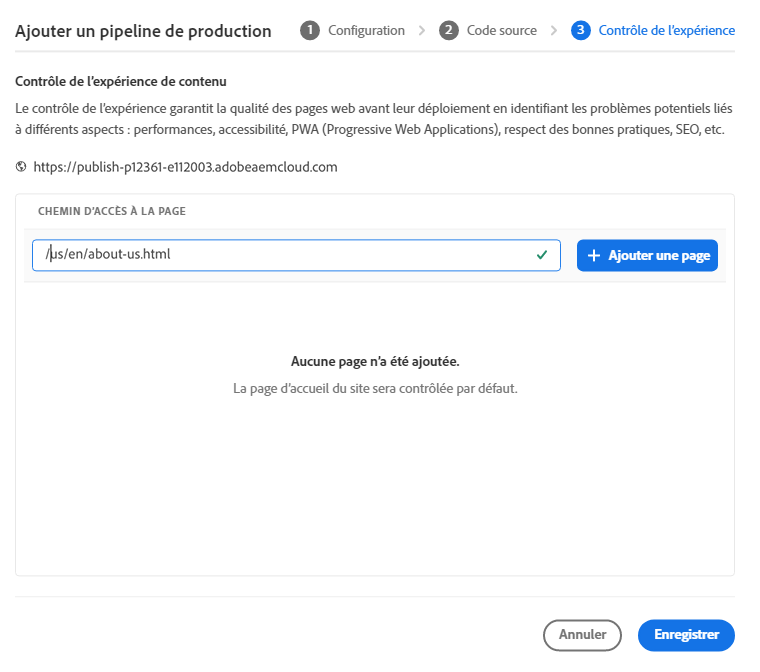 Ajouter un pipeline de production 1 Configuration 2 Code source 3 Contrôle de l'expérience
Contrôle de l'expérience de contenu
Le contrôle de l'expérience garantit la qualité des pages web avant leur déploiement en identifiant les problèmes potentiels liés
à différents aspects : performances, accessibilité, PWA (Progressive Web Applications), respect des bonnes pratiques, SEO, etc.
https://publish-p12361-e112003.adobeaemcloud.com
CHEMIN D'ACCÈS À LA PAGE
/us/en/about-us.html + Ajouter une page
Aucune page n'a été ajoutée.
La page d'accueil du site sera contrôlée par défaut.
Annuler Enregistrer